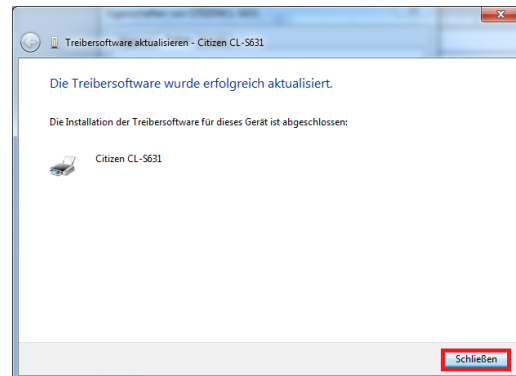 Treibersoftware aktualisieren - Citizen CL-S631
Die Treibersoftware wurde erfolgreich aktualisiert.
Die Installation der Treibersoftware für dieses Gerät ist abgeschlossen:
Citizen CL-S631
Schließen